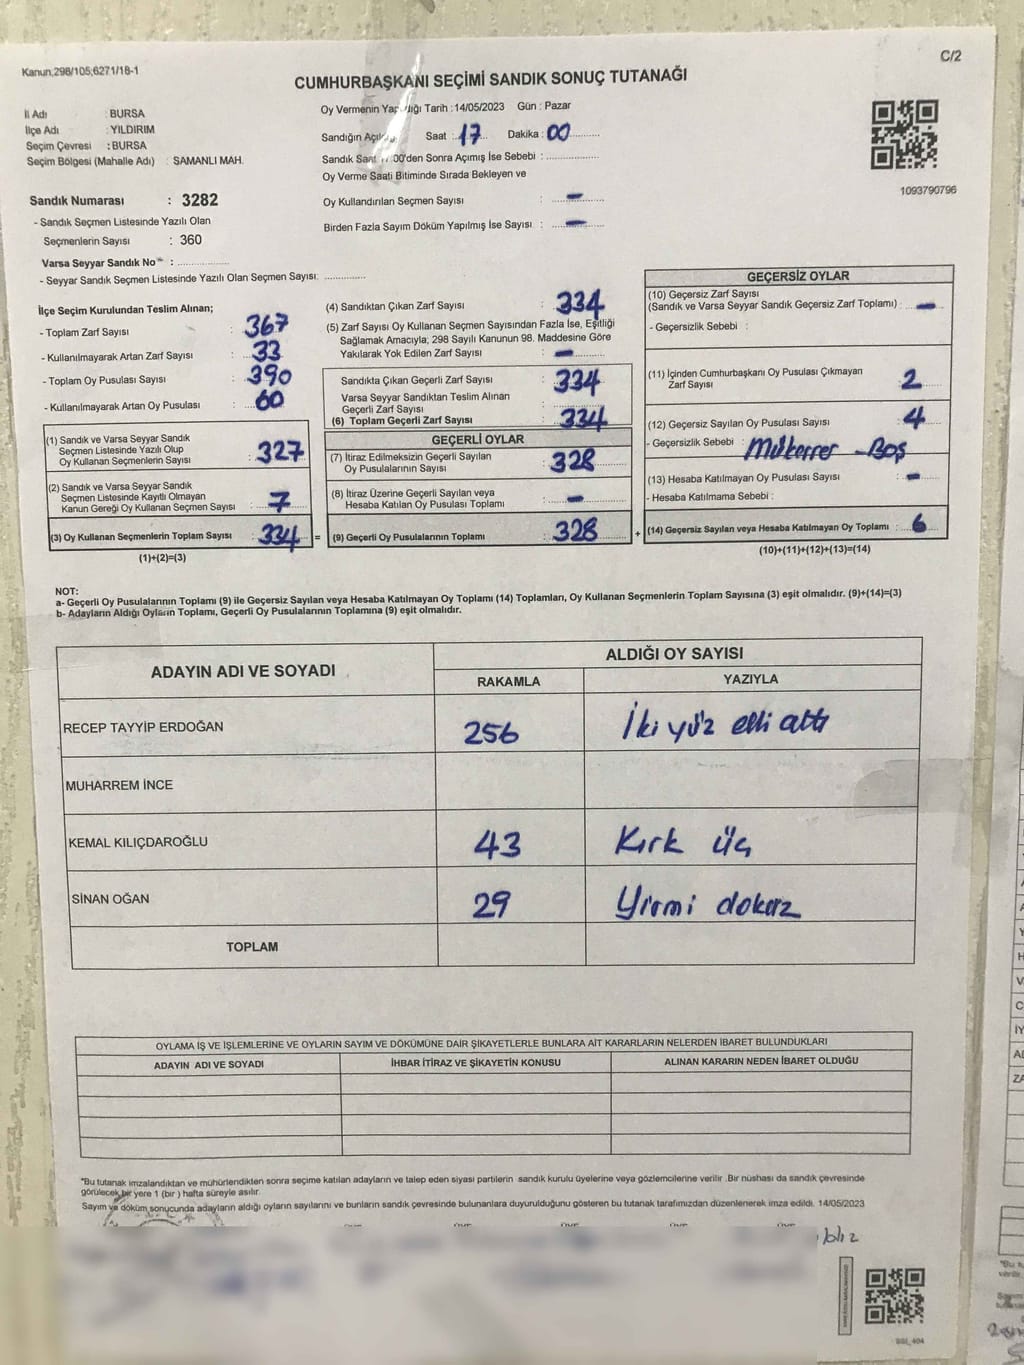 Kanun,298/105;6271/18-1
C/2
CUMHURBAŞKANI SEÇİMİ SANDIK SONUÇ TUTANAĞI
İl Adı : BURSA
İlçe Adı : YILDIRIM
Seçim Çevresi : BURSA
Seçim Bölgesi (Mahalle Adı) : SAMANLI MAH.
Oy Vermenin Tarih :14/05/2023 Gün : Pazar
Sandığın Saat : 17 Dakika : 00
Sandık 00'den Sonra Açımış İse Sebebi :
Oy Verme Saati Bitiminde Sırada Bekleyen ve
Oy Kullandırılan Seçmen Sayısı : -
Birden Fazla Sayım Döküm Yapılmış İse Sayısı : -
1093790796
Sandık Numarası : 3282
- Sandık Seçmen Listesinde Yazılı Olan
Seçmenlerin Sayısı : 360
Varsa Seyyar Sandık No :
- Seyyar Sandık Seçmen Listesinde Yazılı Olan Seçmen Sayısı:
İlçe Seçim Kurulundan Teslim Alınan;
- Toplam Zarf Sayısı : 367
- Kullanılmayarak Artan Zarf Sayısı : 33
- Toplam Oy Pusulası Sayısı : 390
- Kullanılmayarak Artan Oy Pusulası : 60
(1) Sandık ve Varsa Seyyar Sandık
Seçmen Listesinde Yazılı Olup
Oy Kullanan Seçmenlerin Sayısı : 327
(2) Sandık ve Varsa Seyyar Sandık
Seçmen Listesinde Kayıtlı Olmayan
Kanun Gereği Oy Kullanan Seçmen Sayısı : 7
(3) Oy Kullanan Seçmenlerin Toplam Sayısı : 334 =
(1)+(2)=(3)
(4) Sandıktan Çıkan Zarf Sayısı : 334
(5) Zarf Sayısı Oy Kullanan Seçmen Sayısından Fazla İse, Eşitliği
Sağlamak Amacıyla; 298 Sayılı Kanunun 98. Maddesine Göre
Yakılarak Yok Edilen Zarf Sayısı : -
Sandıkta Çıkan Geçerli Zarf Sayısı : 334
Varsa Seyyar Sandıktan Teslim Alınan
Geçerli Zarf Sayısı :
(6) Toplam Geçerli Zarf Sayısı : 334
GEÇERLİ OYLAR
(7) İtiraz Edilmeksizin Geçerli Sayılan
Oy Pusulalarının Sayısı : 328
(8) İtiraz Üzerine Geçerli Sayılan veya
Hesaba Katılan Oy Pusulası Toplamı : -
(9) Geçerli Oy Pusulalarının Toplamı : 328 +
GEÇERSİZ OYLAR
(10) Geçersiz Zarf Sayısı
(Sandık ve Varsa Seyyar Sandık Geçersiz Zarf Toplamı) : -
- Geçersizlik Sebebi :
(11) İçinden Cumhurbaşkanı Oy Pusulası Çıkmayan
Zarf Sayısı : 2
(12) Geçersiz Sayılan Oy Pusulası Sayısı : 4
- Geçersizlik Sebebi : Mükerrer - Boş
(13) Hesaba Katılmayan Oy Pusulası Sayısı : -
- Hesaba Katılmama Sebebi :
(14) Geçersiz Sayılan veya Hesaba Katılmayan Oy Toplamı : 6
(10)+(11)+(12)+(13)=(14)
NOT:
a- Geçerli Oy Pusulalarının Toplamı (9) ile Geçersiz Sayılan veya Hesaba Katılmayan Oy Toplamı (14) Toplamları, Oy Kullanan Seçmenlerin Toplam Sayısına (3) eşit olmalıdır. (9)+(14)=(3)
b- Adayların Aldığı Oyların Toplamı, Geçerli Oy Pusulalarının Toplamına (9) eşit olmalıdır.
ADAYIN ADI VE SOYADI
ALDIĞI OY SAYISI
RAKAMLA YAZIYLA
RECEP TAYYİP ERDOĞAN 256 İki yüz elli altı
MUHARREM İNCE
KEMAL KILIÇDAROĞLU 43 Kırk üç
SİNAN OĞAN 29 Yirmi dokuz
TOPLAM
OYLAMA İŞ VE İŞLEMLERİNE VE OYLARIN SAYIM VE DÖKÜMÜNE DAİR ŞİKAYETLERLE BUNLARA AİT KARARLARIN NELERDEN İBARET BULUNDUKLARI
ADAYIN ADI VE SOYADI İHBAR İTİRAZ VE ŞİKAYETİN KONUSU ALINAN KARARIN NEDEN İBARET OLDUĞU
*Bu tutanak imzalandıktan ve mühürlendikten sonra seçime katılan adayların ve talep eden siyasi partilerin sandık kurulu üyelerine veya gözlemcilerine verilir .Bir nüshası da sandık çevresinde
görülecek bir yere 1 (bir ) hafta süreyle asılır.
Sayım ve döküm sonucunda adayların aldığı oyların sayılarını ve bunların sandık çevresinde bulunanlara duyurulduğunu gösteren bu tutanak tarafımızdan düzenlenerek imza edildi. 14/05/2023